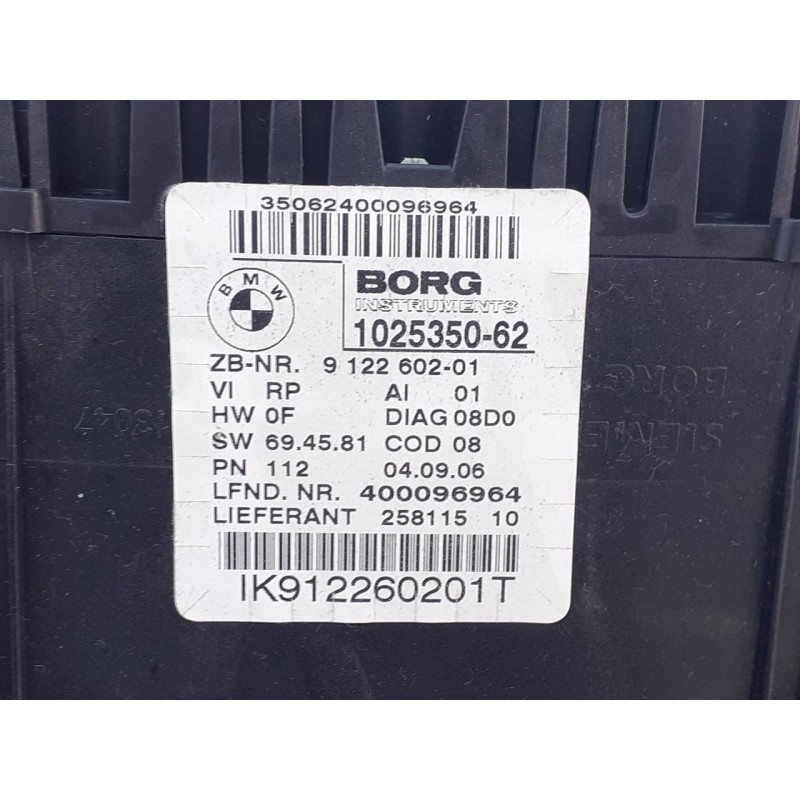 35062400096964
BMW
BORG
INSTRUMENTS
1025350-62
ZB-NR. 9 122 602-01
VI RP AI 01
HW 0F DIAG 08D0
SW 69.45.81 COD 08
PN 112 04.09.06
LFND. NR. 400096964
LIEFERANT 258115 10
IK912260201T
BORG